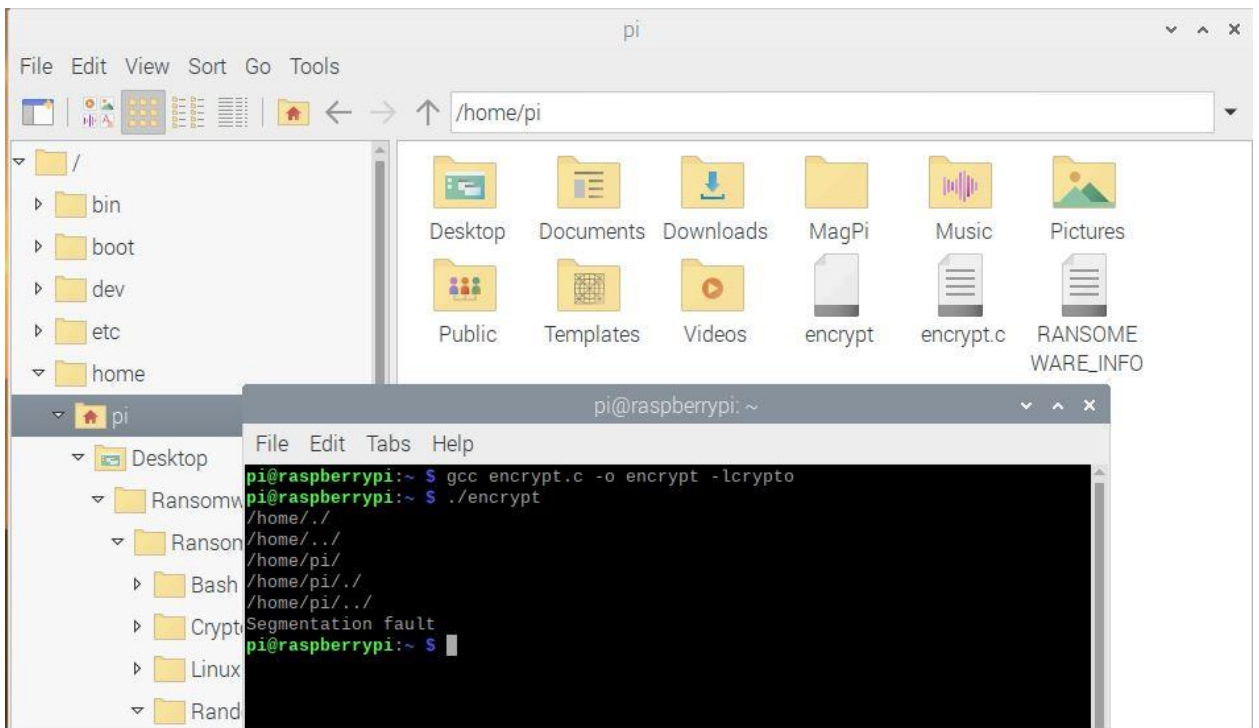 pi
File Edit View Sort Go Tools
/home/pi
/
bin
boot
dev
etc
home
pi
Desktop
Ransomw
Ransom
Bash
Crypt
Linux
Rand
Desktop Documents Downloads MagPi Music Pictures
Public Templates Videos encrypt encrypt.c RANSOME
WARE_INFO
pi@raspberrypi: ~
File Edit Tabs Help
pi@raspberrypi:~ $ gcc encrypt.c -o encrypt -lcrypto
pi@raspberrypi:~ $ ./encrypt
/home/./
/home/../
/home/pi/
/home/pi/./
/home/pi/../
Segmentation fault
pi@raspberrypi:~ $